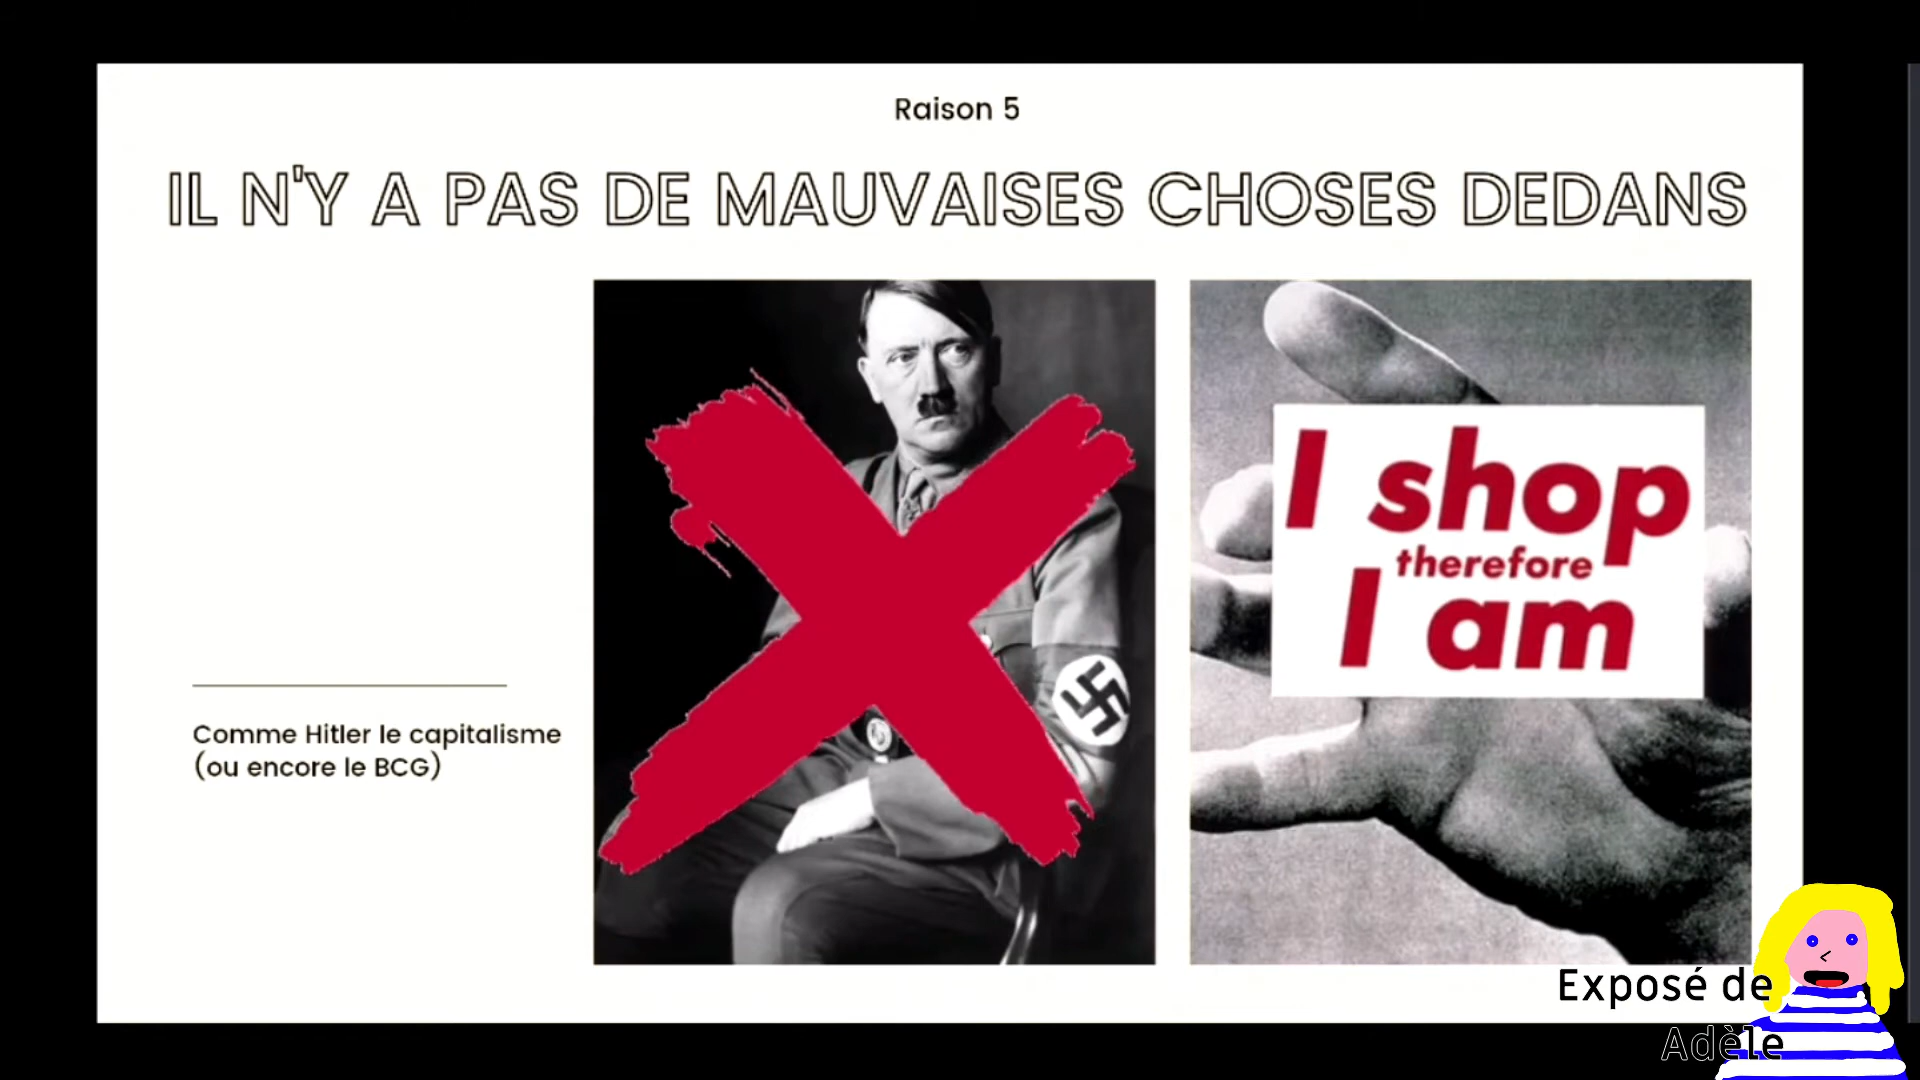 Raison 5
IL N'Y A PAS DE MAUVAISES CHOSES DEDANS
Comme Hitler le capitalisme
(ou encore le BCG)
I shop
therefore
I am
Exposé de
Adèle